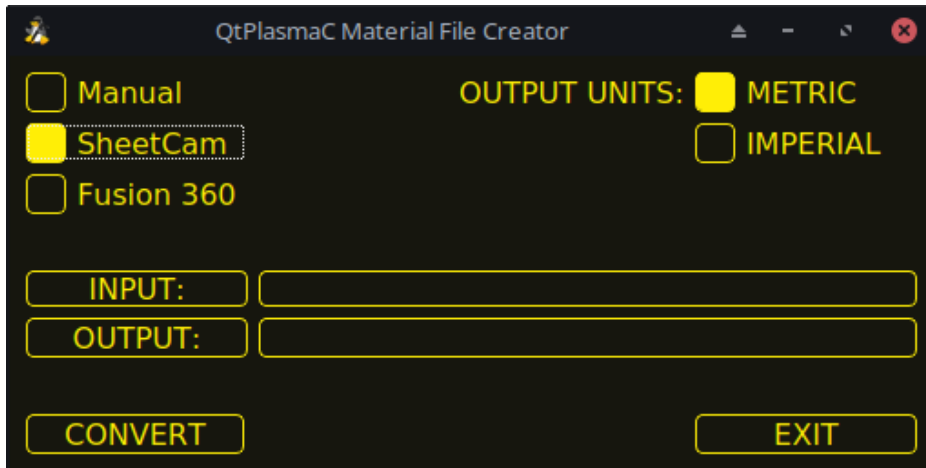 QtPlasmaC Material File Creator
Manual OUTPUT UNITS: METRIC
SheetCam IMPERIAL
Fusion 360
INPUT:
OUTPUT:
CONVERT EXIT